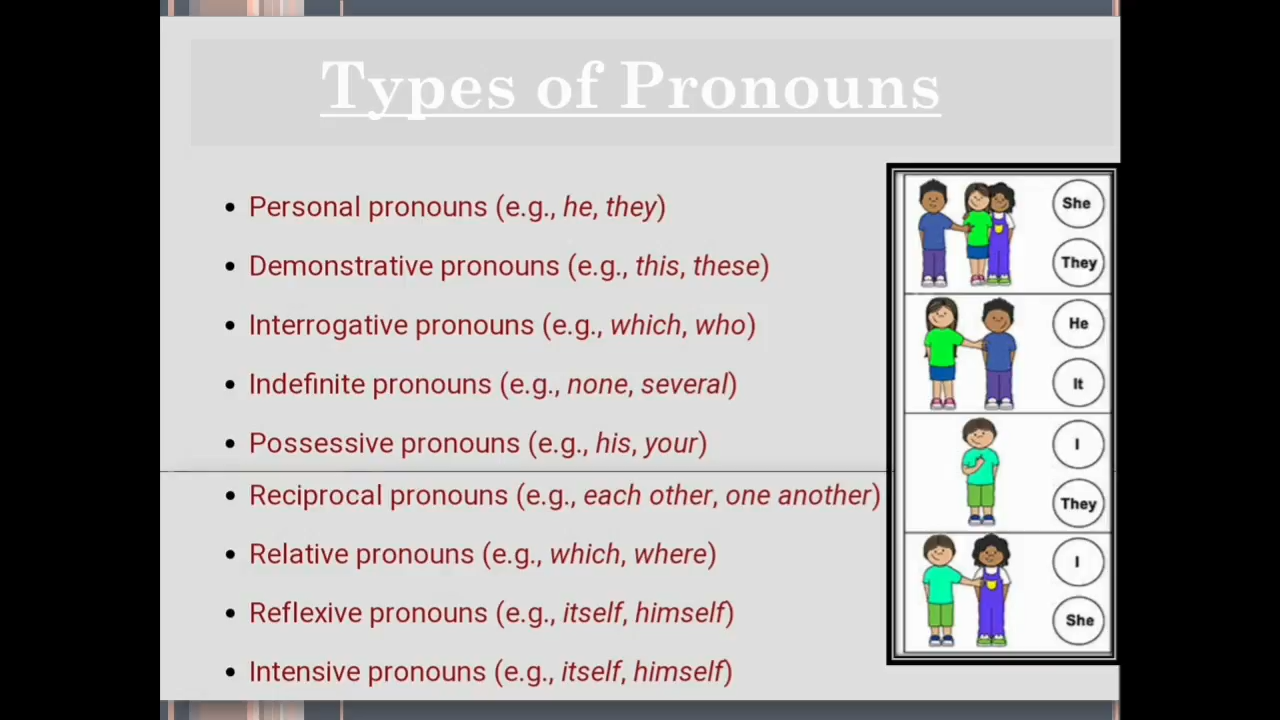 Types of Pronouns
Personal pronouns (e.g., he, they)
Demonstrative pronouns (e.g., this, these)
Interrogative pronouns (e.g., which, who)
Indefinite pronouns (e.g., none, several)
Possessive pronouns (e.g., his, your)
Reciprocal pronouns (e.g., each other, one another)
Relative pronouns (e.g., which, where)
Reflexive pronouns (e.g., itself, himself)
Intensive pronouns (e.g., itself, himself)
She
They
He
It
I
They
I
She